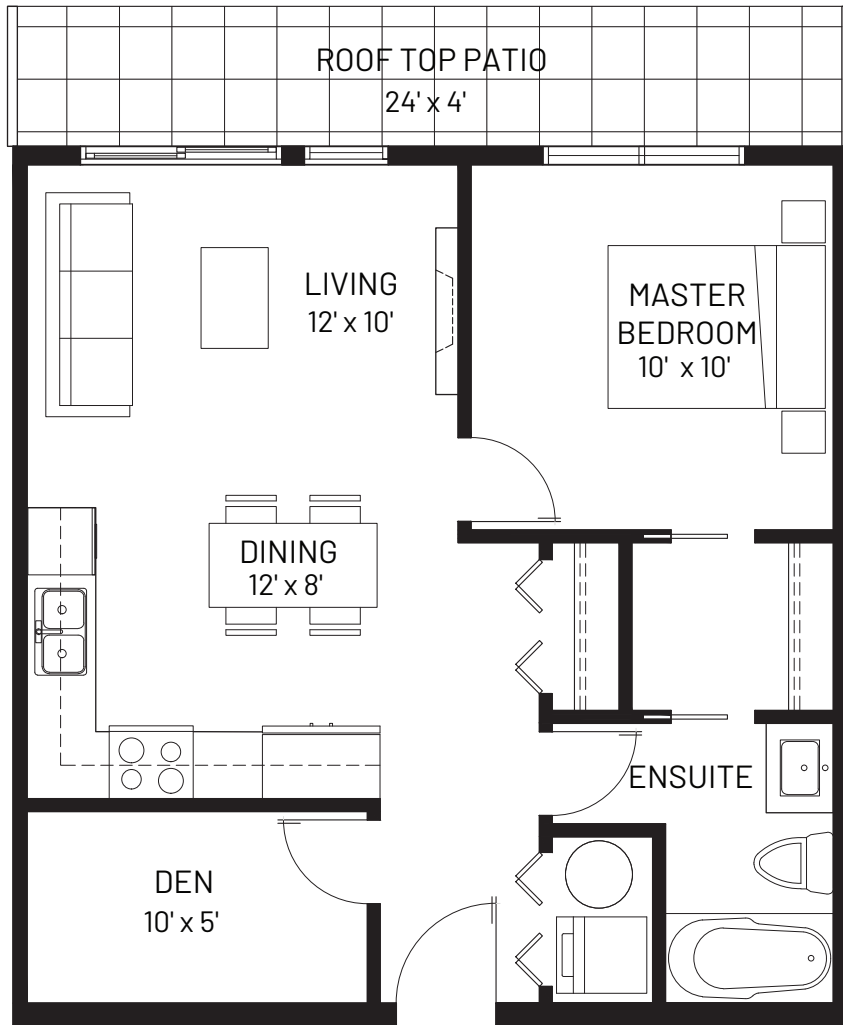 ROOF TOP PATIO
24' x 4'
LIVING
12' x 10'
MASTER
BEDROOM
10' x 10'
DINING
12' x 8'
ENSUITE
DEN
10' x 5'